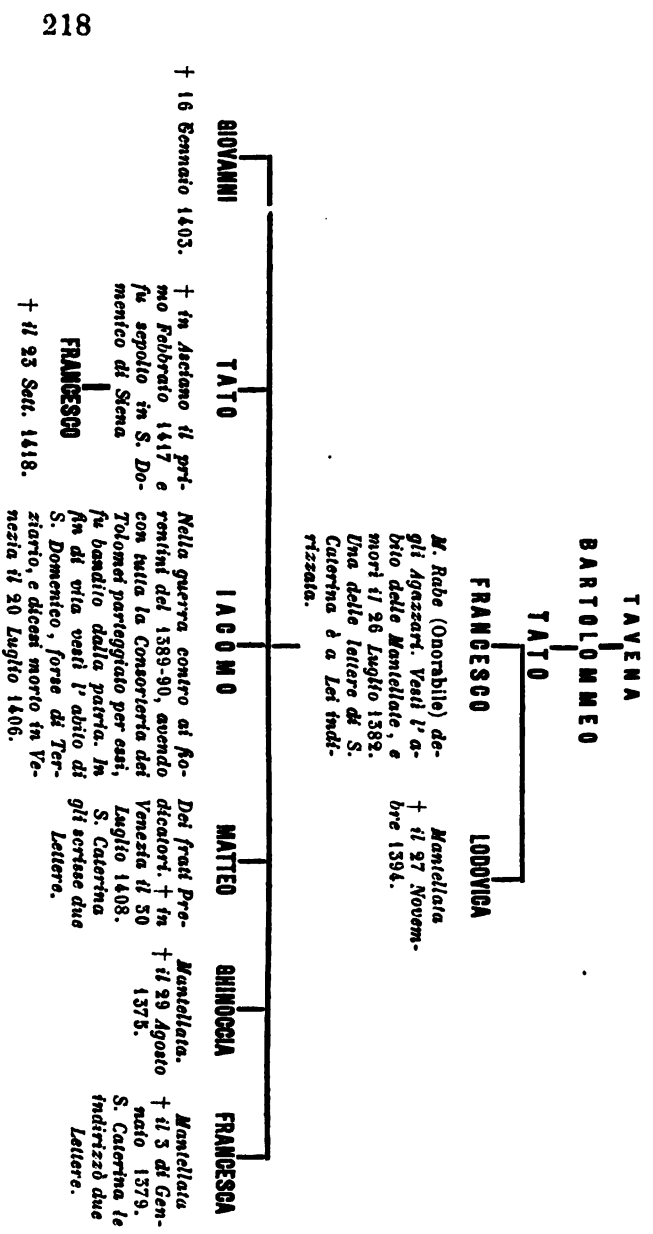 218
TAVENA
BARTOLOMMEO
TATO
FRANCESCO
M. Rabe (Onorabile) de-
gli Agazzari. Vestì l' a-
bito delle Mantellate, e
morì il 26 Luglio 1382.
Una delle lettere di S.
Caterina è a Lei indi-
rizzata.
LODOVICA
Mantellata
† il 27 Novem-
bre 1394.
GIOVANNI
† 16 Gennaio 1403.
TATO
† in Asciano il pri-
mo Febbraio 1417 e
fu sepolto in S. Do-
menico di Siena
FRANCESCO
† il 23 Sett. 1418.
IACOMO
Nella guerra contro ai fio-
rentini del 1389-90, avendo
con tutta la Consorteria dei
Tolomei parteggiato per essi,
fu bandito dalla patria. In
fin di vita vestì l' abito di
S. Domenico, forse di Ter-
ziario, e dicesi morto in Ve-
nezia il 20 Luglio 1406.
MATTEO
Dei frati Pre-
dicatori. † in
Venezia il 30
Luglio 1408.
S. Caterina
gli scrisse due
Lettere.
GHINOCCIA
Mantellata.
† il 29 Agosto
1375.
FRANCESCA
Mantellata
† il 3 di Gen-
naio 1379.
S. Caterina le
indirizzò due
Lettere.